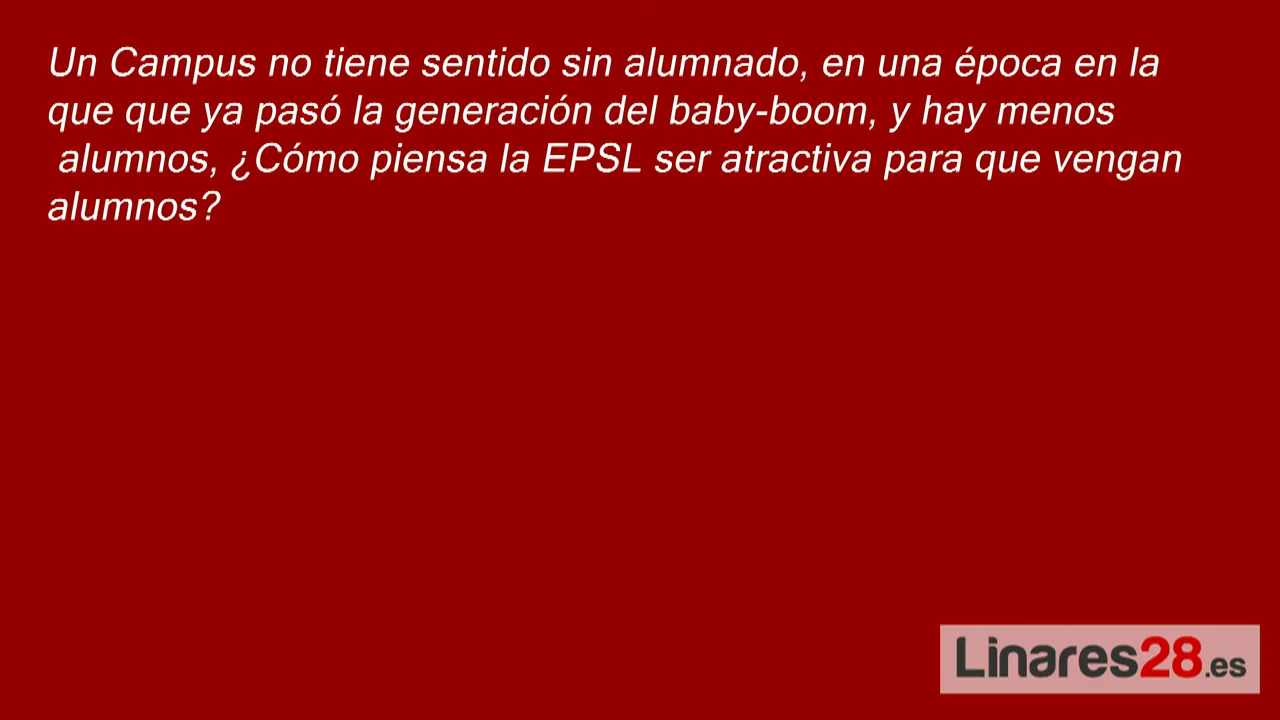 Un Campus no tiene sentido sin alumnado, en una época en la
que que ya pasó la generación del baby-boom, y hay menos
alumnos, ¿Cómo piensa la EPSL ser atractiva para que vengan
alumnos?
Linares28.es